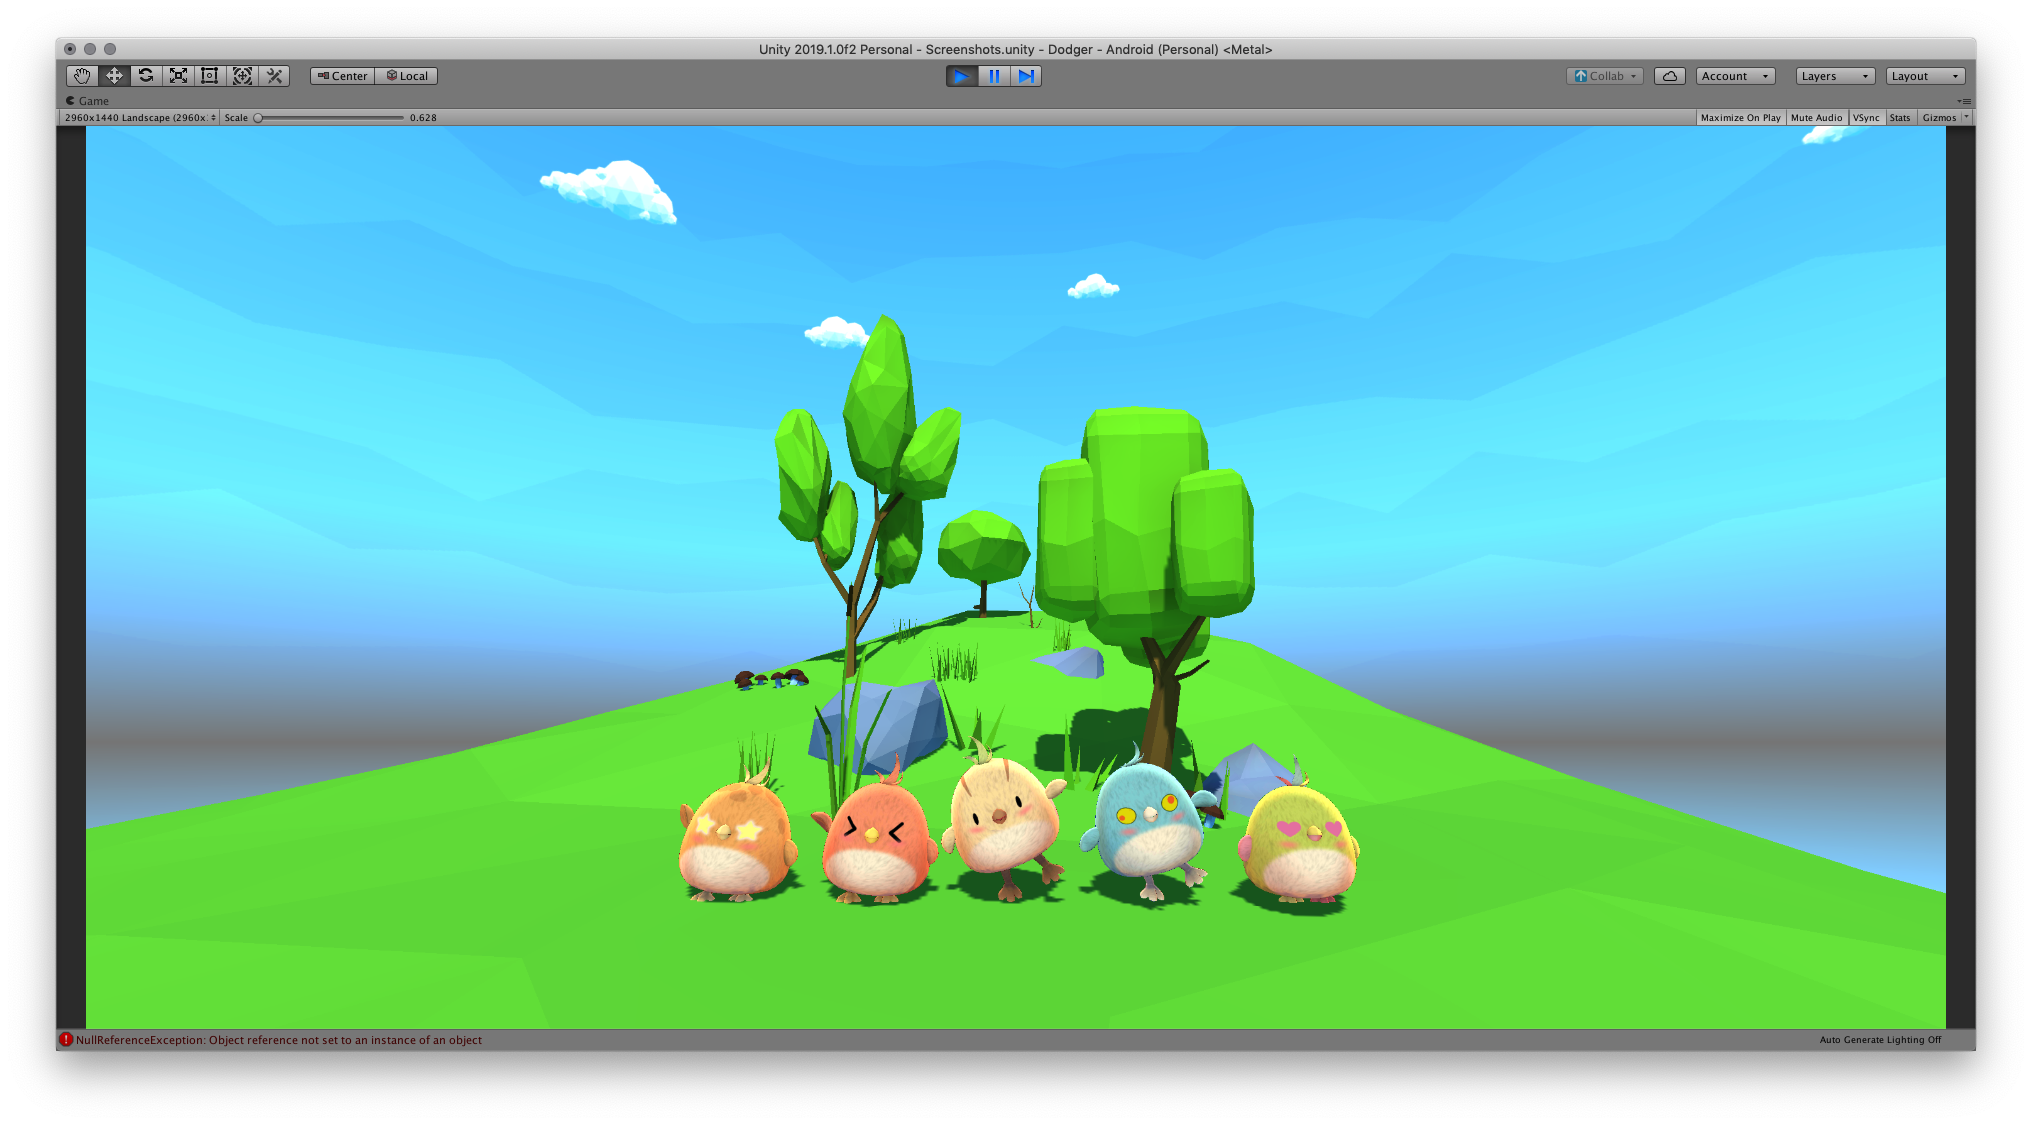 Unity 2019.1.0f2 Personal - Screenshots.unity - Dodger - Android (Personal) <Metal>
Center Local Collab Account Layers Layout
Game
2960x1440 Landscape (2960x Scale 0.628 Maximize On Play Mute Audio VSync Stats Gizmos
NullReferenceException: Object reference not set to an instance of an object Auto Generate Lighting Off